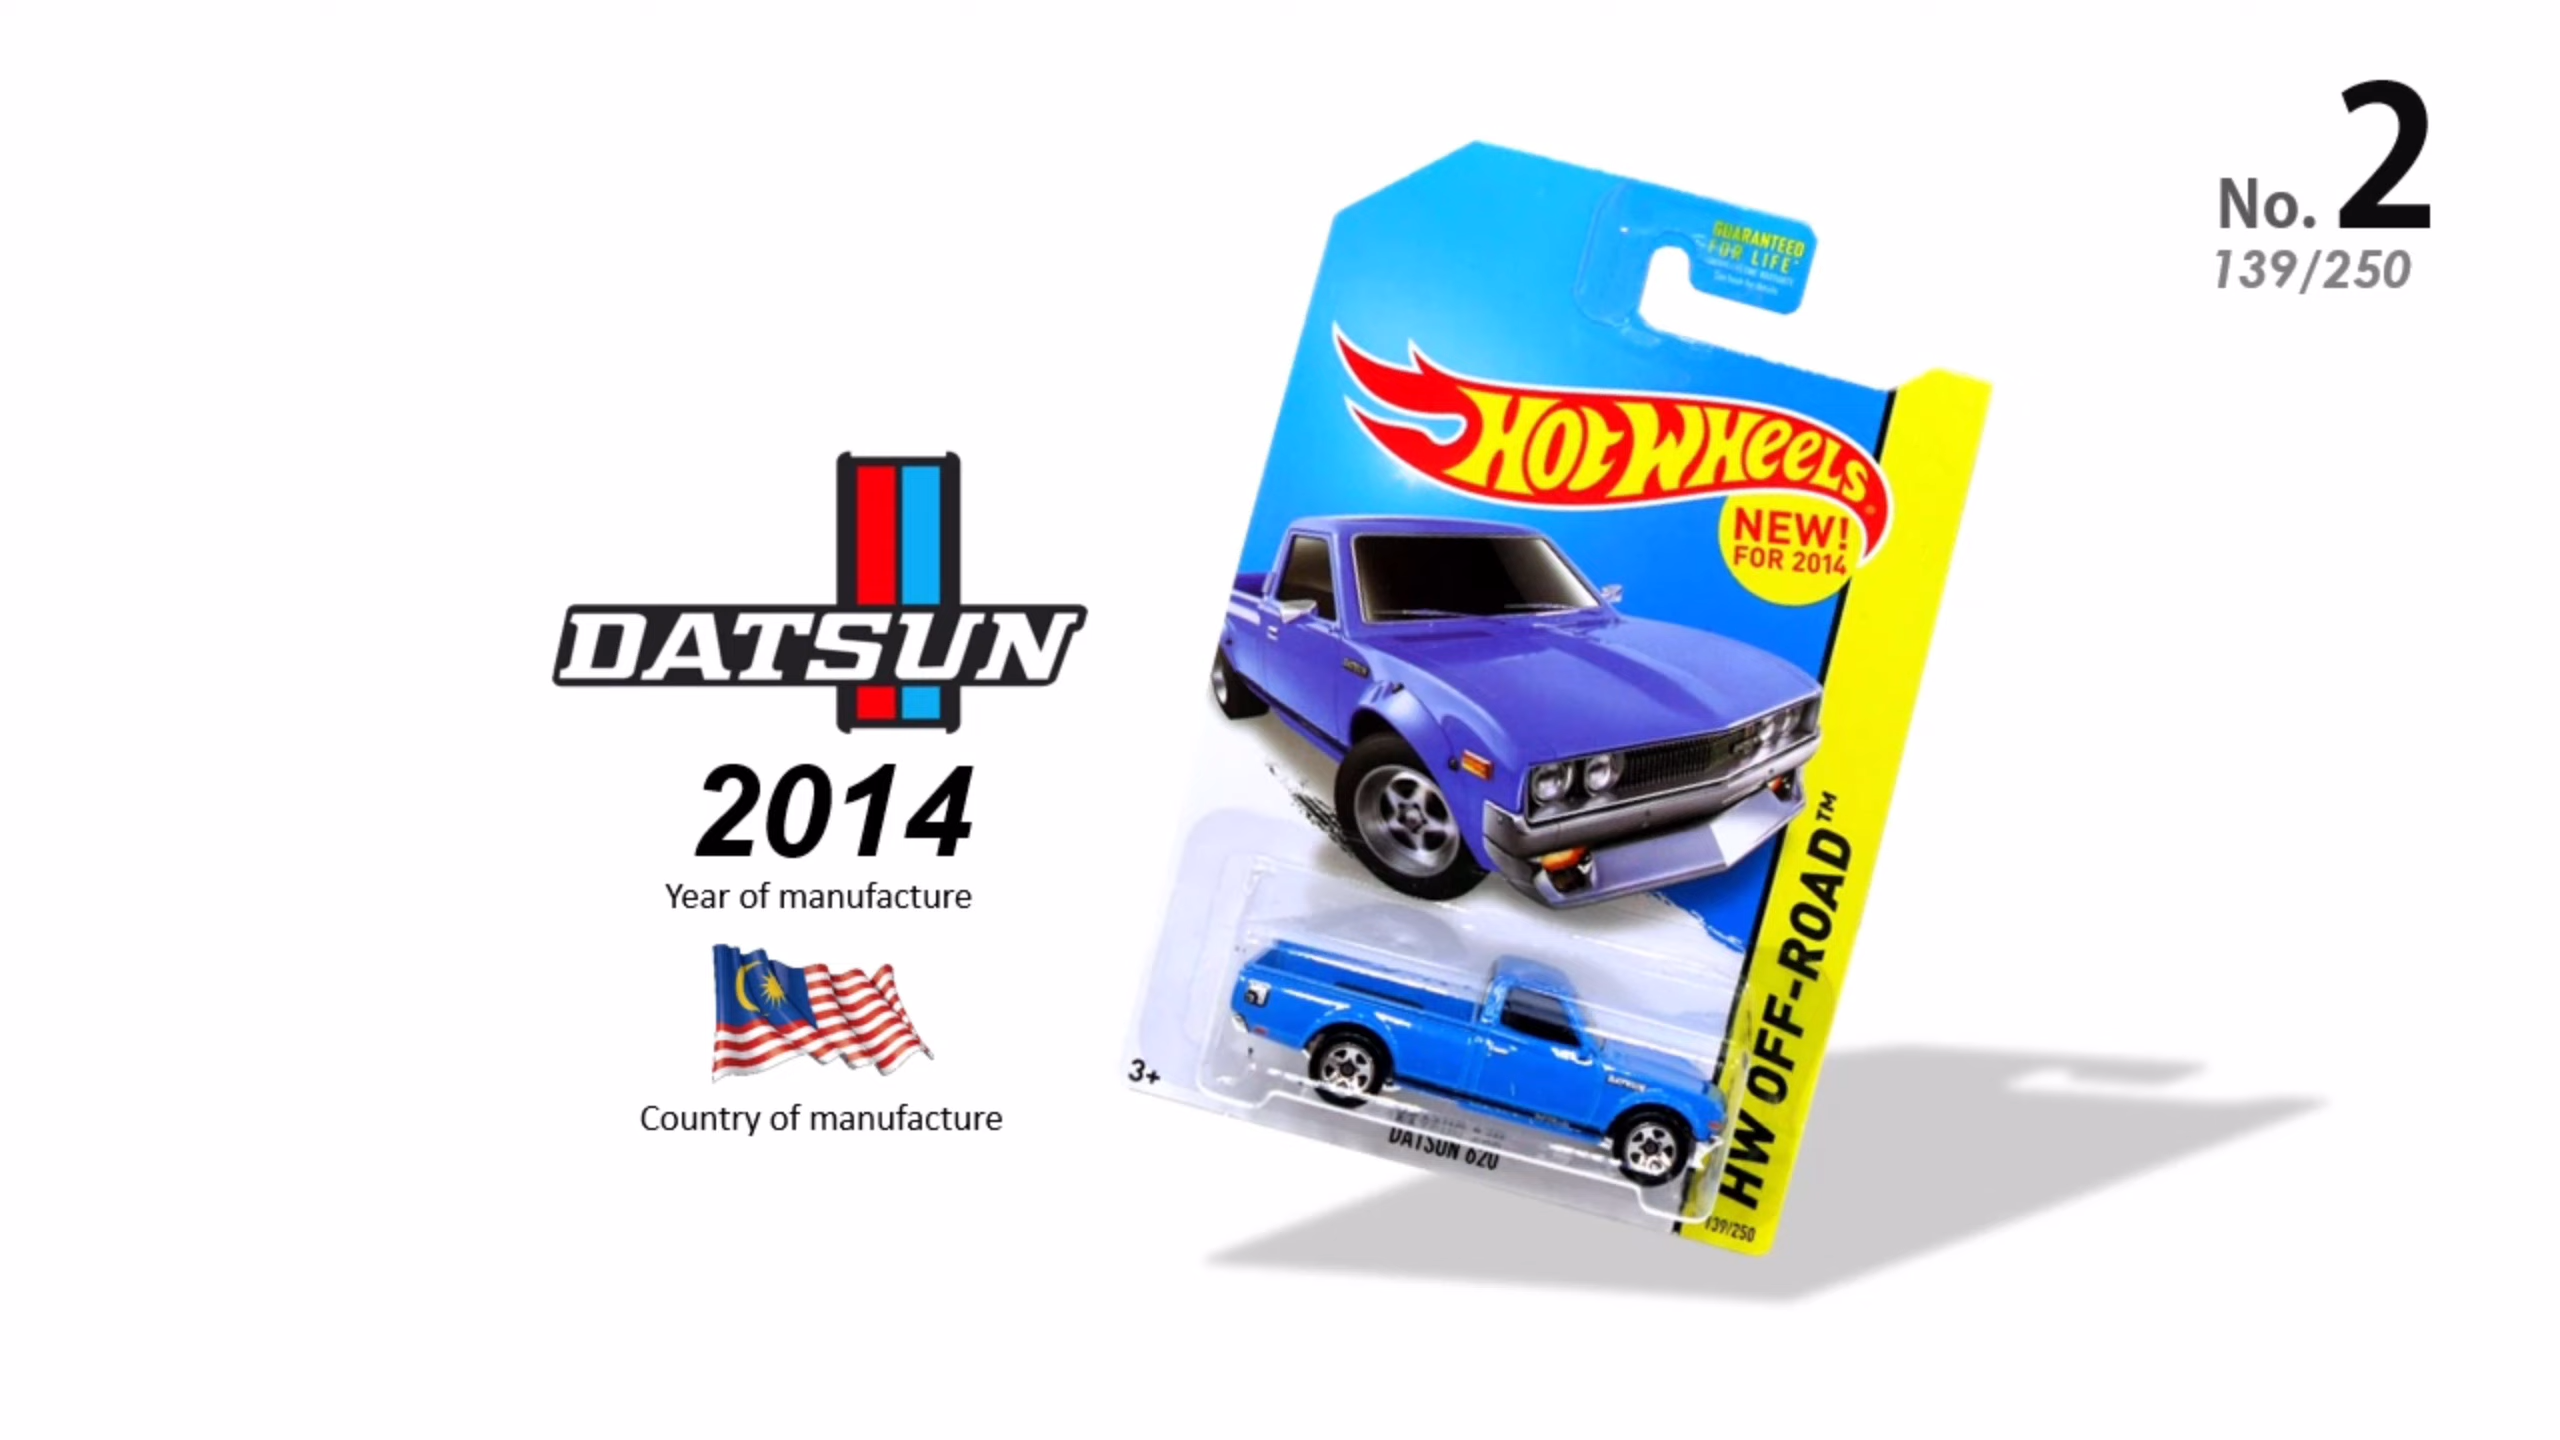 No. 2
139/250
GUARANTEED
FOR LIFE
HOT WHEELS
NEW!
FOR 2014
DATSUN
2014
Year of manufacture
Country of manufacture
HW OFF-ROAD™
3+
DATSUN 620
139/250